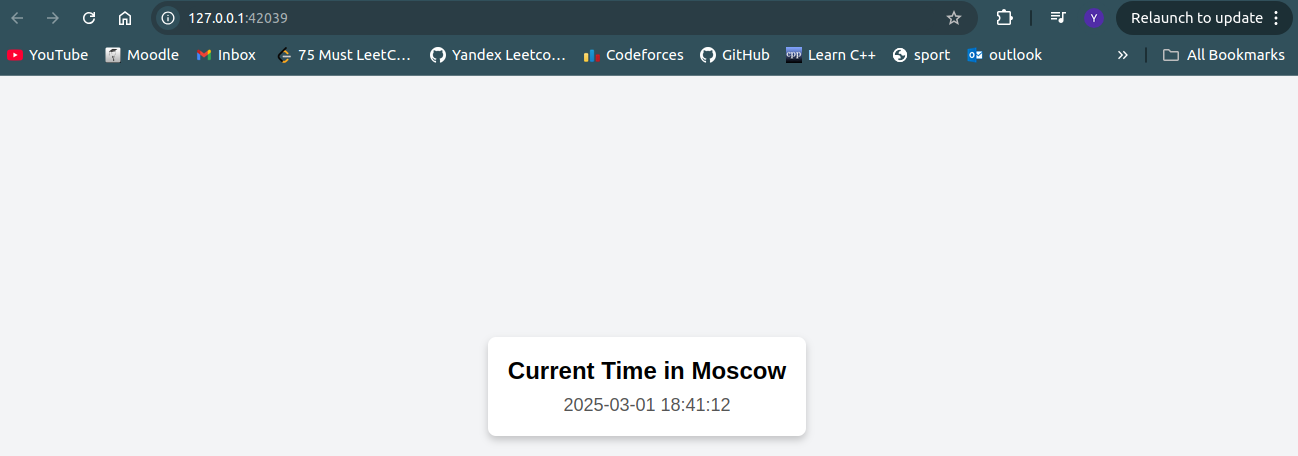 127.0.0.1:42039 Y Relaunch to update
YouTube Moodle Inbox 75 Must LeetC... Yandex Leetco... Codeforces GitHub cpp Learn C++ sport outlook » All Bookmarks
Current Time in Moscow
2025-03-01 18:41:12